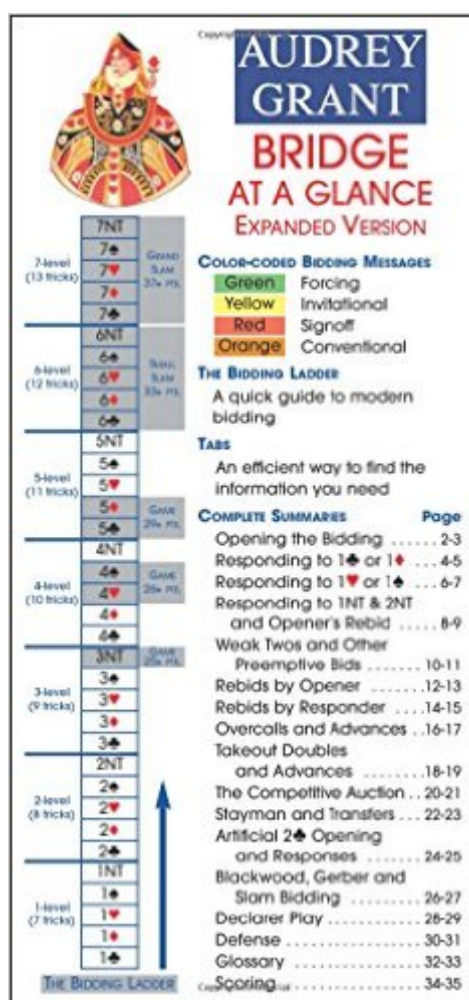 AUDREY
GRANT
BRIDGE
AT A GLANCE
EXPANDED VERSION
COLOR-CODED BIDDING MESSAGES
Green Forcing
Yellow Invitational
Red Signoff
Orange Conventional
THE BIDDING LADDER
A quick guide to modern
bidding
TABS
An efficient way to find the
information you need
COMPLETE SUMMARIES Page
Opening the Bidding ...... 2-3
Responding to 1♣ or 1♦ ... 4-5
Responding to 1♥ or 1♠ ... 6-7
Responding to 1NT & 2NT
and Opener's Rebid ..... 8-9
Weak Twos and Other
Preemptive Bids ....... 10-11
Rebids by Opener ....... 12-13
Rebids by Responder .... 14-15
Overcalls and Advances .. 16-17
Takeout Doubles
and Advances ........ 18-19
The Competitive Auction .. 20-21
Stayman and Transfers ... 22-23
Artificial 2♣ Opening
and Responses ....... 24-25
Blackwood, Gerber and
Slam Bidding ......... 26-27
Declarer Play ............ 28-29
Defense ................. 30-31
Glossary ................ 32-33
Scoring ................. 34-35
7-level
(13 tricks)
7NT
7♠
7♥
7♦
7♣
GRAND
SLAM
37+ PTS.
6-level
(12 tricks)
6NT
6♠
6♥
6♦
6♣
SMALL
SLAM
33+ PTS.
5-level
(11 tricks)
5NT
5♠
5♥
5♦
5♣
GAME
29+ PTS.
4-level
(10 tricks)
4NT
4♠
4♥
4♦
4♣
GAME
26+ PTS.
3-level
(9 tricks)
3NT
3♠
3♥
3♦
3♣
GAME
25+ PTS.
2-level
(8 tricks)
2NT
2♠
2♥
2♦
2♣
1-level
(7 tricks)
1NT
1♠
1♥
1♦
1♣
THE BIDDING LADDER